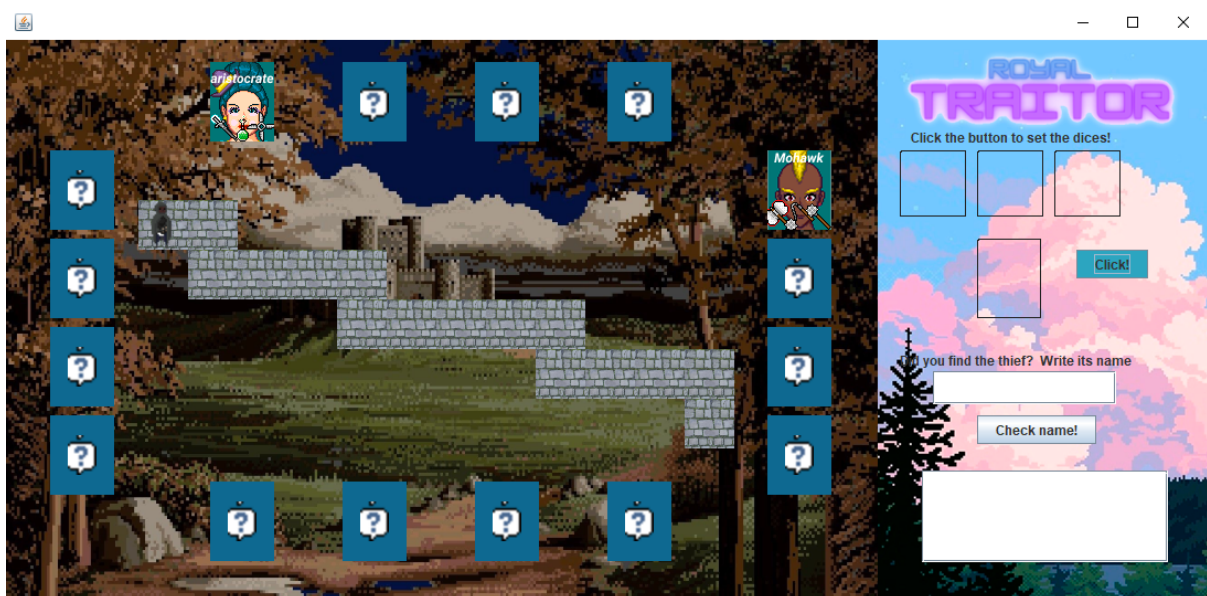 aristocrate
?
?
?
?
Mohawk
?
?
?
?
?
?
?
?
?
?
ROYAL
TRAITOR
Click the button to set the dices!
Click!
you find the thief? Write its name
Check name!